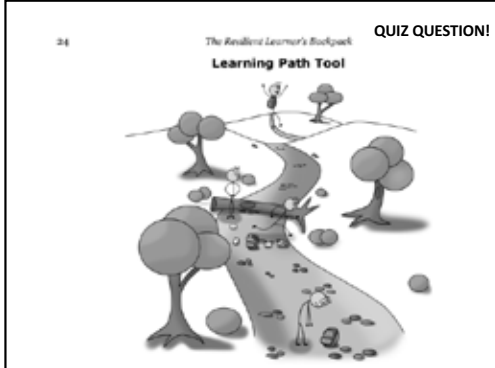 QUIZ QUESTION!
24 The Resilient Learner's Backpack
Learning Path Tool